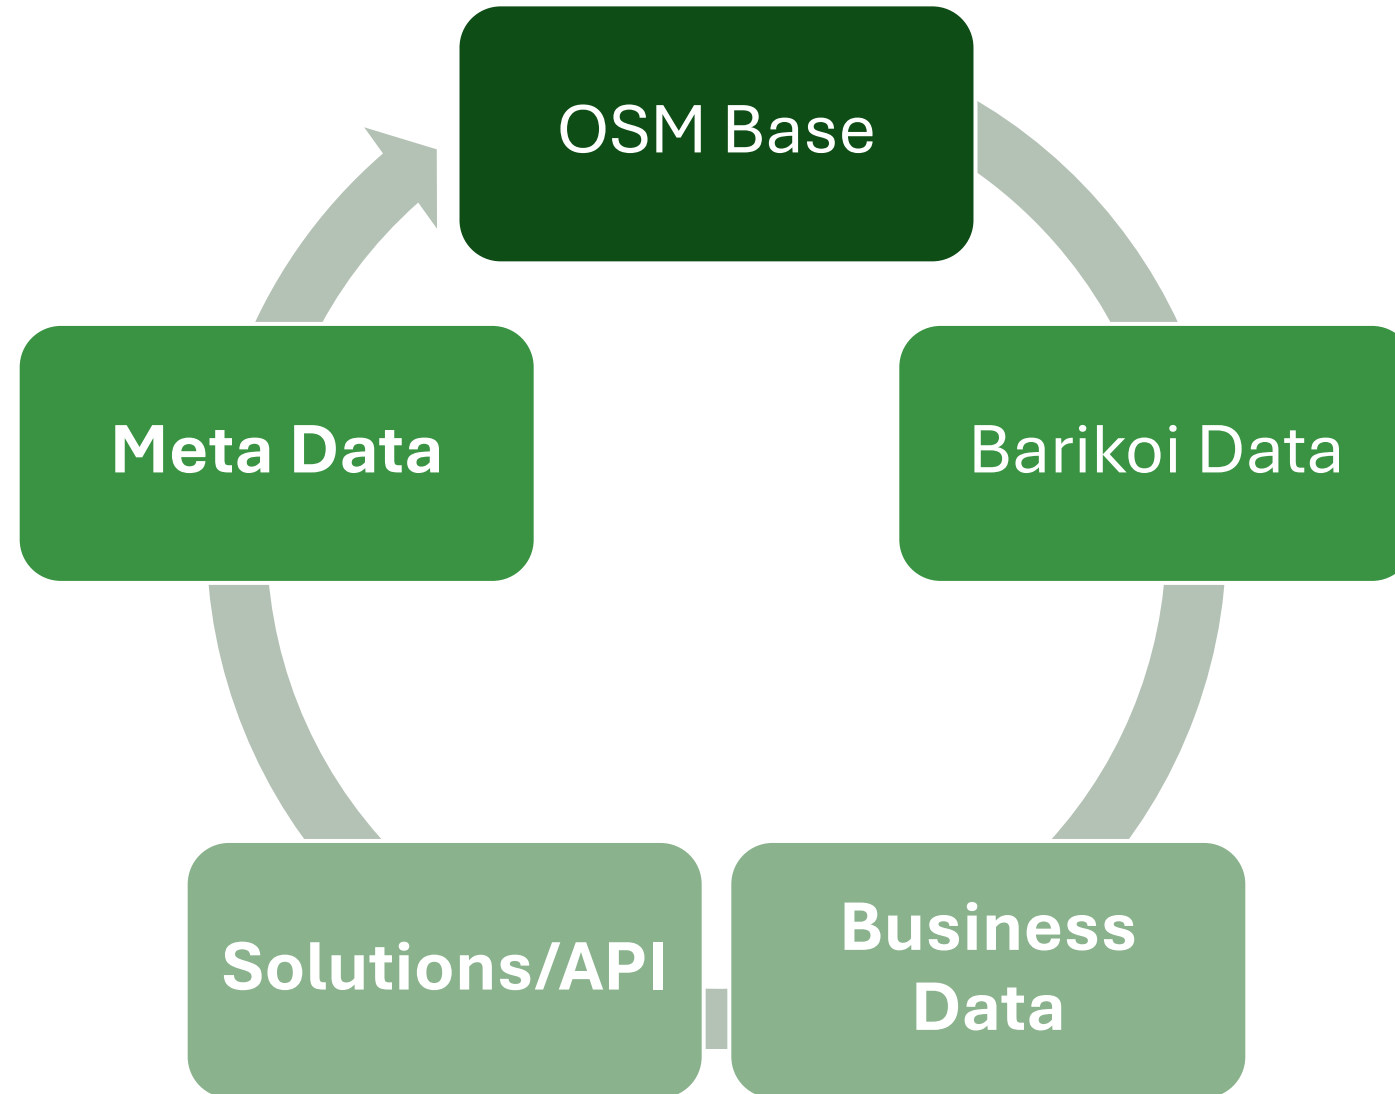 OSM Base
Meta Data
Barikoi Data
Solutions/API
Business
Data